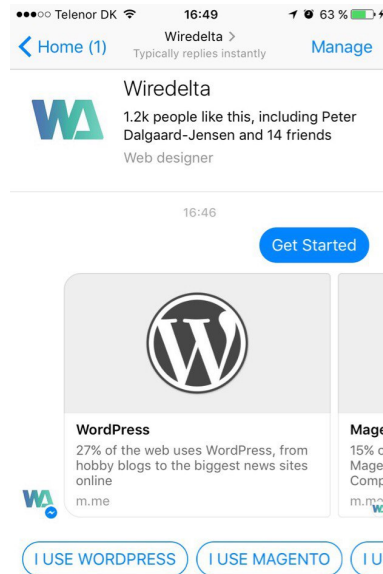 Telenor DK 16:49 63 %
Home (1) Wiredelta > Manage
Typically replies instantly
Wiredelta
1.2k people like this, including Peter
Dalgaard-Jensen and 14 friends
Web designer
16:46
Get Started
WordPress
27% of the web uses WordPress, from
hobby blogs to the biggest news sites
online
m.me
15%
I USE WORDPRESS I USE MAGENTO I